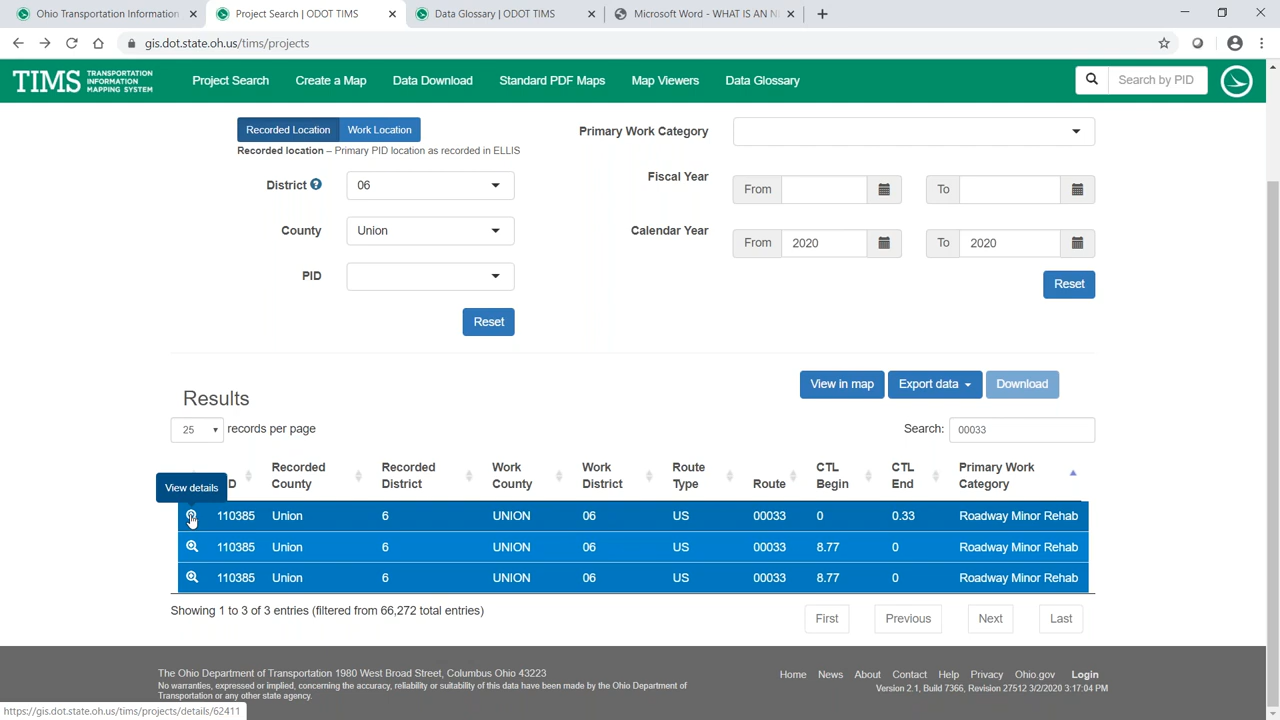 Ohio Transportation Information
Project Search | ODOT TIMS
Data Glossary | ODOT TIMS
Microsoft Word - WHAT IS AN N
gis.dot.state.oh.us/tims/projects
TIMS TRANSPORTATION INFORMATION MAPPING SYSTEM
Project Search
Create a Map
Data Download
Standard PDF Maps
Map Viewers
Data Glossary
Search by PID
Recorded Location
Work Location
Recorded location – Primary PID location as recorded in ELLIS
District
06
County
Union
PID
Reset
Primary Work Category
Fiscal Year
From
To
Calendar Year
From 2020
To 2020
Reset
Results
View in map
Export data
Download
25 records per page
Search: 00033
View details
Recorded County
Recorded District
Work County
Work District
Route Type
Route
CTL Begin
CTL End
Primary Work Category
110385 Union 6 UNION 06 US 00033 0 0.33 Roadway Minor Rehab
110385 Union 6 UNION 06 US 00033 8.77 0 Roadway Minor Rehab
110385 Union 6 UNION 06 US 00033 8.77 0 Roadway Minor Rehab
Showing 1 to 3 of 3 entries (filtered from 66,272 total entries)
First
Previous
Next
Last
The Ohio Department of Transportation 1980 West Broad Street, Columbus Ohio 43223
No warranties, expressed or implied, concerning the accuracy, reliability or suitability of this data have been made by the Ohio Department of
Transportation or any other state agency.
Home News About Contact Help Privacy Ohio.gov Login
Version 2.1, Build 7366, Revision 27512 3/2/2020 3:17:04 PM
https://gis.dot.state.oh.us/tims/projects/details/62411